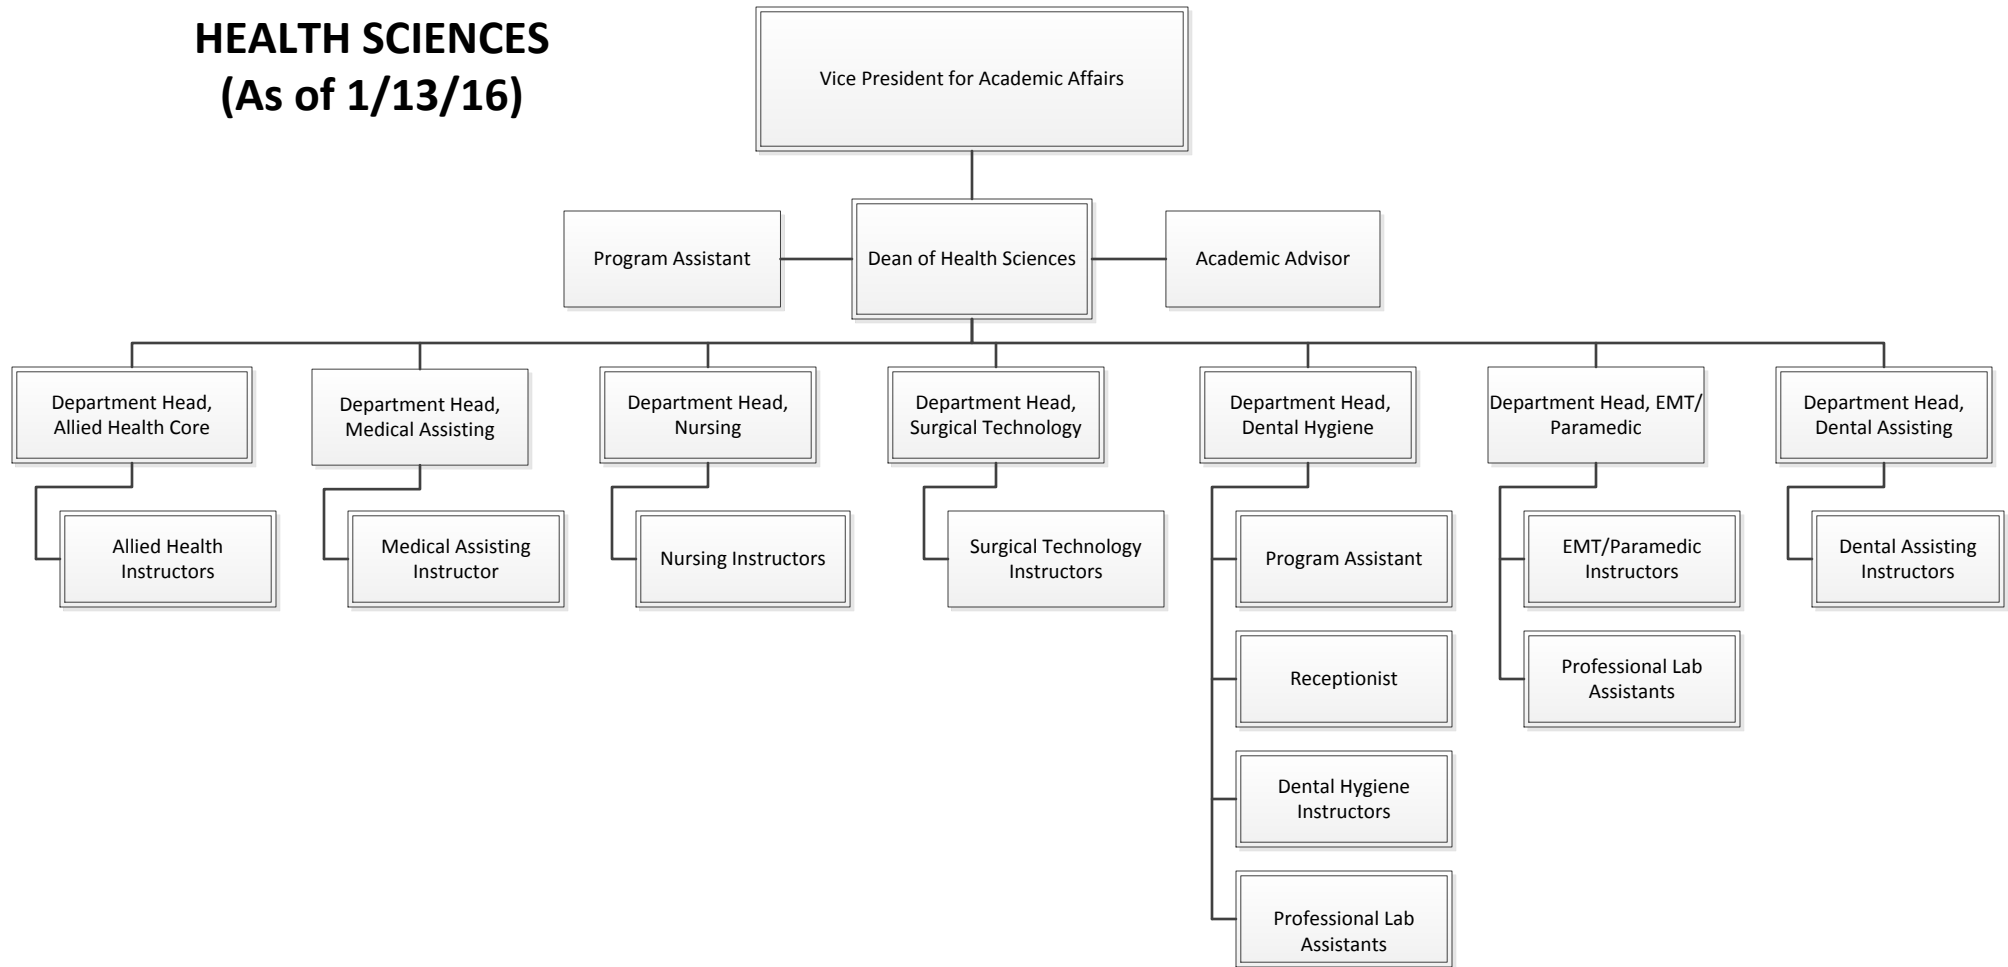 HEALTH SCIENCES
(As of 1/13/16)
Vice President for Academic Affairs
Program Assistant
Dean of Health Sciences
Academic Advisor
Department Head,
Allied Health Core
Department Head,
Medical Assisting
Department Head,
Nursing
Department Head,
Surgical Technology
Department Head,
Dental Hygiene
Department Head, EMT/
Paramedic
Department Head,
Dental Assisting
Allied Health
Instructors
Medical Assisting
Instructor
Nursing Instructors
Surgical Technology
Instructors
Program Assistant
EMT/Paramedic
Instructors
Dental Assisting
Instructors
Receptionist
Professional Lab
Assistants
Dental Hygiene
Instructors
Professional Lab
Assistants